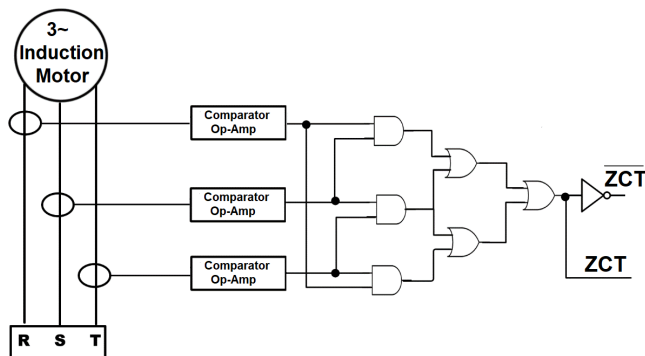 3~
Induction
Motor
Comparator
Op-Amp
Comparator
Op-Amp
Comparator
Op-Amp
ZCT
ZCT
R S T